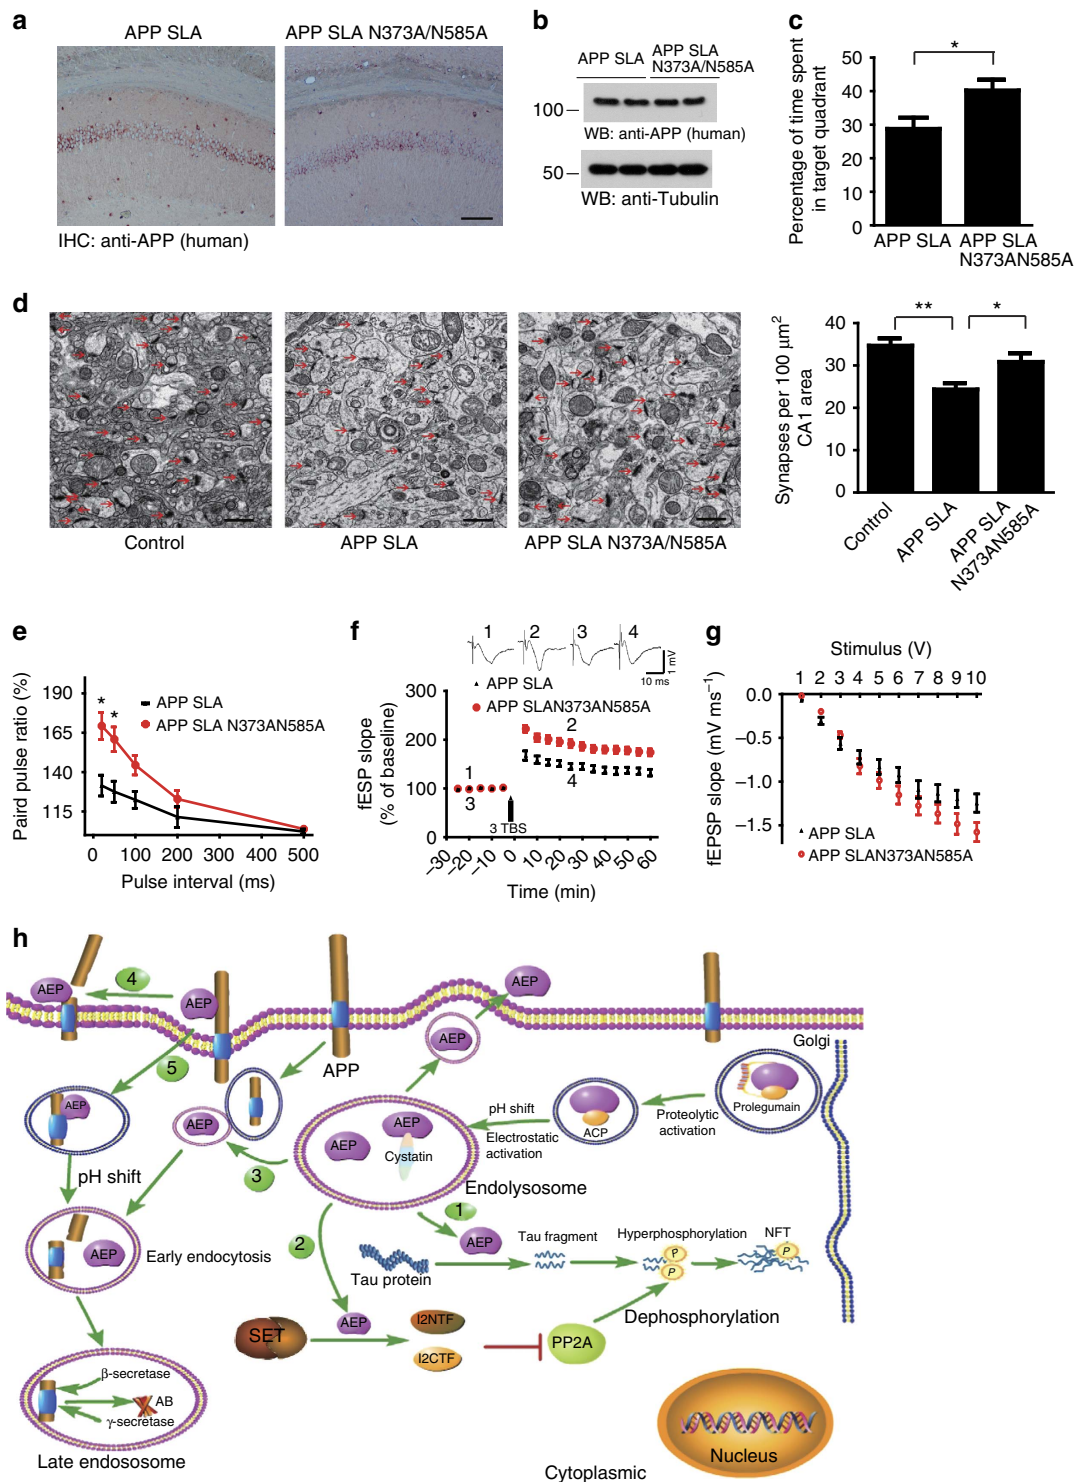 a
APP SLA
APP SLA N373A/N585A
IHC: anti-APP (human)
b
APP SLA
APP SLA
N373A/N585A
100
WB: anti-APP (human)
50
WB: anti-Tubulin
c
Percentage of time spent
in target quadrant
50
40
30
20
10
0
*
APP SLA
APP SLA
N373AN585A
d
Control
APP SLA
APP SLA N373A/N585A
Synapses per 100 μm2
CA1 area
40
30
20
10
0
**
*
Control
APP SLA
APP SLA
N373AN585A
e
Paird pulse ratio (%)
190
165
140
115
*
*
APP SLA
APP SLA N373AN585A
0 100 200 300 400 500
Pulse interval (ms)
f
1 2 3 4
1 mV
10 ms
APP SLA
APP SLAN373AN585A
fESP slope
(% of baseline)
300
200
100
0
1
3
2
4
3 TBS
–30 –20 –10 0 10 20 30 40 50 60
Time (min)
g
Stimulus (V)
1 2 3 4 5 6 7 8 9 10
fEPSP slope (mV ms–1)
0.0
–0.5
–1.0
–1.5
APP SLA
APP SLAN373AN585A
h
AEP
4
AEP
AEP
5
APP
AEP
Golgi
AEP
AEP
3
AEP
AEP
Cystatin
Endolysosome
pH shift
Electrostatic
activation
ACP
Proteolytic
activation
Prolegumain
pH shift
AEP
Early endocytosis
1
AEP
2
Tau protein
Tau fragment
Hyperphosphorylation
NFT
P
P
P
Dephosphorylation
SET
AEP
I2NTF
I2CTF
PP2A
β-secretase
AB
γ-secretase
Late endososome
Nucleus
Cytoplasmic